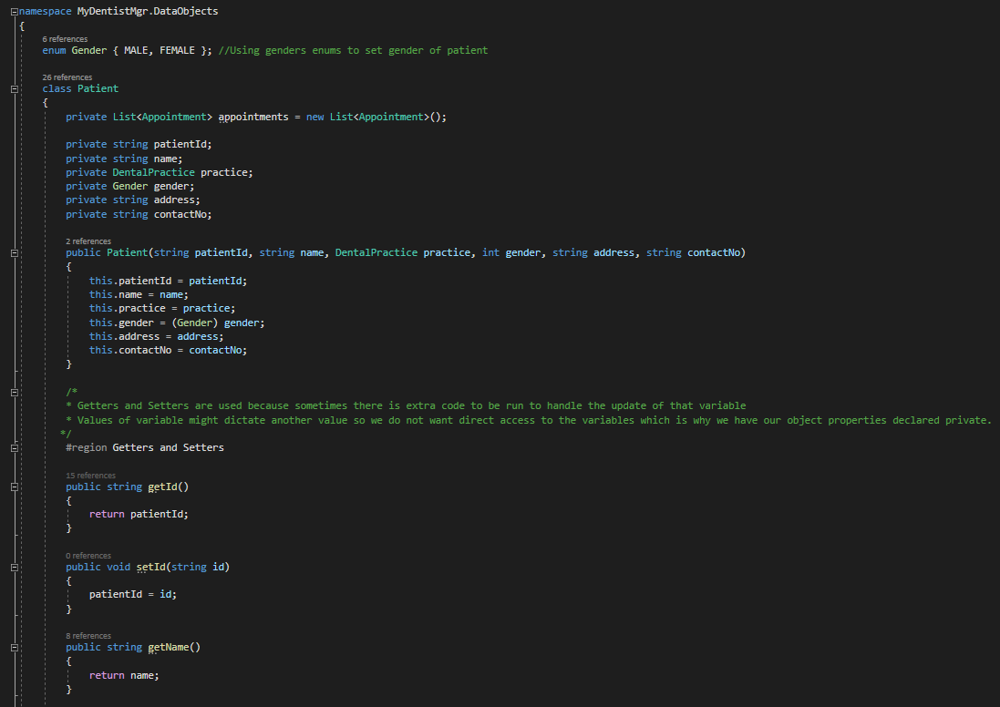 namespace MyDentistMgr.DataObjects
{
6 references
enum Gender { MALE, FEMALE }; //Using genders enums to set gender of patient
26 references
class Patient
{
private List<Appointment> appointments = new List<Appointment>();
private string patientId;
private string name;
private DentalPractice practice;
private Gender gender;
private string address;
private string contactNo;
2 references
public Patient(string patientId, string name, DentalPractice practice, int gender, string address, string contactNo)
{
this.patientId = patientId;
this.name = name;
this.practice = practice;
this.gender = (Gender) gender;
this.address = address;
this.contactNo = contactNo;
}
/*
* Getters and Setters are used because sometimes there is extra code to be run to handle the update of that variable
* Values of variable might dictate another value so we do not want direct access to the variables which is why we have our object properties declared private.
*/
#region Getters and Setters
15 references
public string getId()
{
return patientId;
}
0 references
public void setId(string id)
{
patientId = id;
}
8 references
public string getName()
{
return name;
}